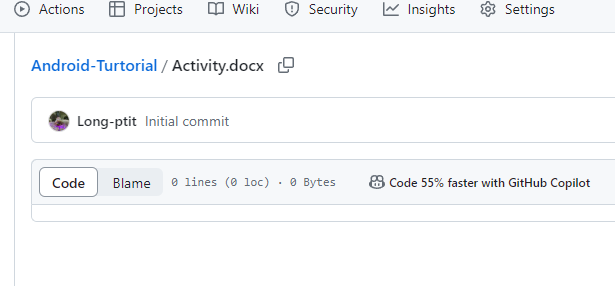 Actions Projects Wiki Security Insights Settings
Android-Turtorial / Activity.docx
Long-ptit Initial commit
Code Blame 0 lines (0 loc) · 0 Bytes Code 55% faster with GitHub Copilot